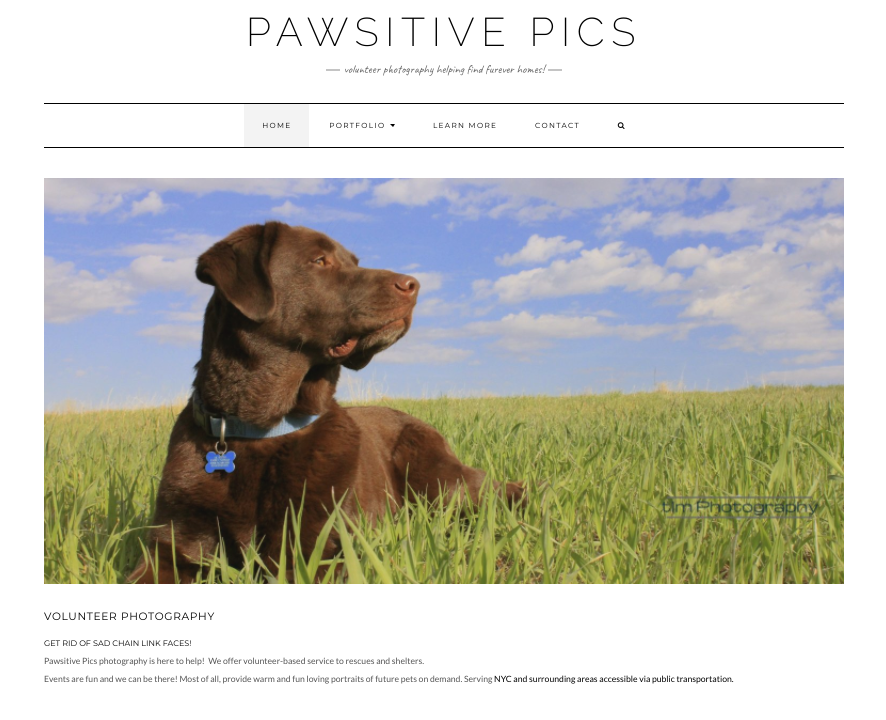 PAWSITIVE PICS
volunteer photography helping find furever homes!
HOME PORTFOLIO LEARN MORE CONTACT
tim Photography
VOLUNTEER PHOTOGRAPHY
GET RID OF SAD CHAIN LINK FACES!
Pawsitive Pics photography is here to help! We offer volunteer-based service to rescues and shelters.
Events are fun and we can be there! Most of all, provide warm and fun loving portraits of future pets on demand. Serving NYC and surrounding areas accessible via public transportation.